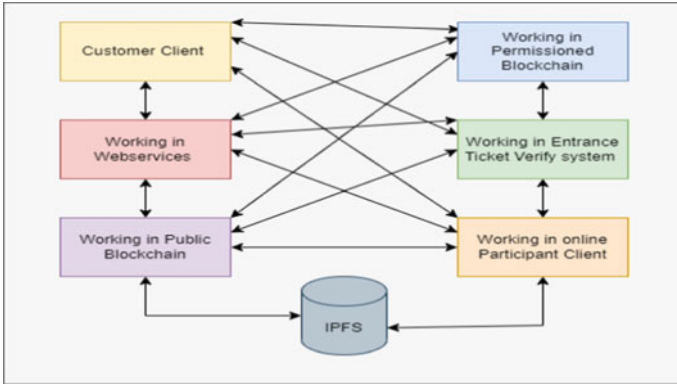 Customer Client
Working in
Permissioned
Blockchain
Working in
Webservices
Working in Entrance
Ticket Verify system
Working in Public
Blockchain
Working in online
Participant Client
IPFS